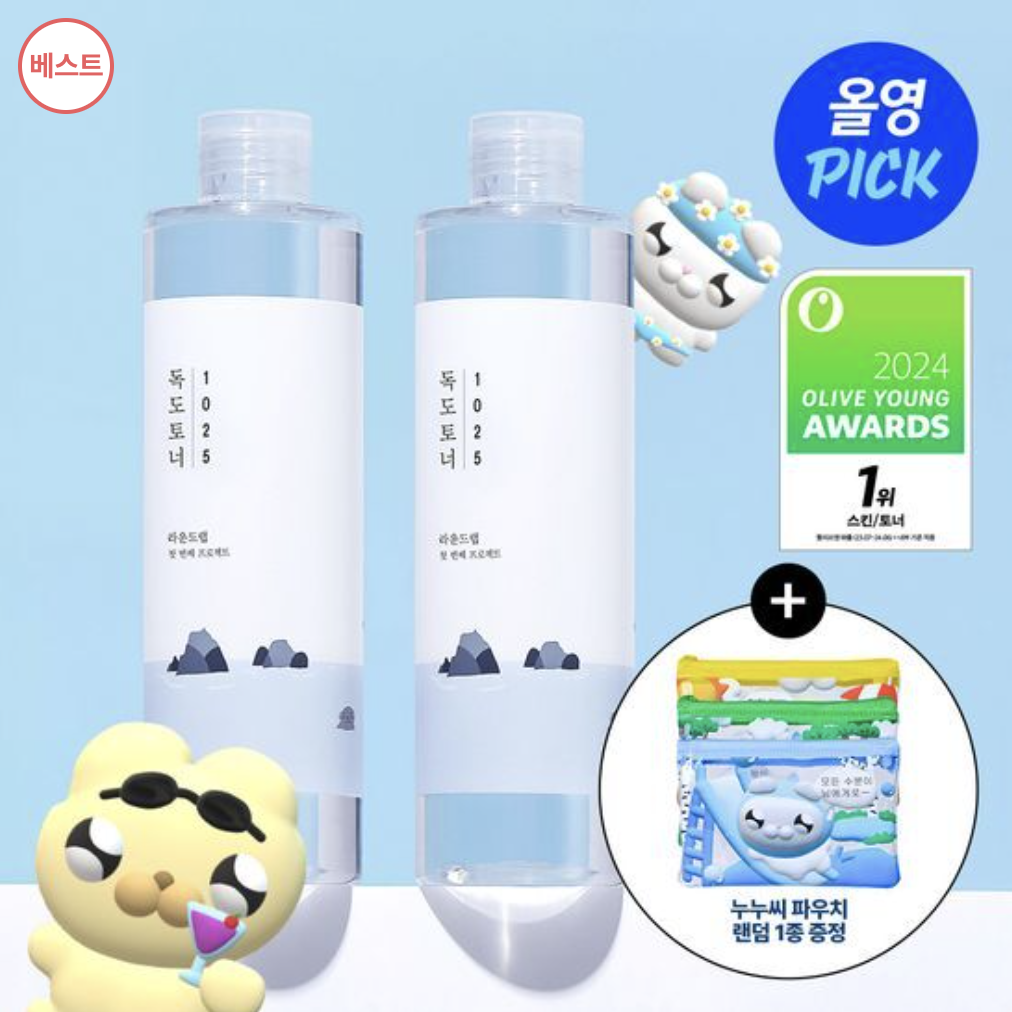 베스트
올영
PICK
2024
OLIVE YOUNG
AWARDS
1위
스킨/토너
독도토너
1025
라운드랩
첫 번째 프로젝트
독도토너
1025
라운드랩
첫 번째 프로젝트
+
모든 수분이
누누씨 파우치
랜덤 1종 증정